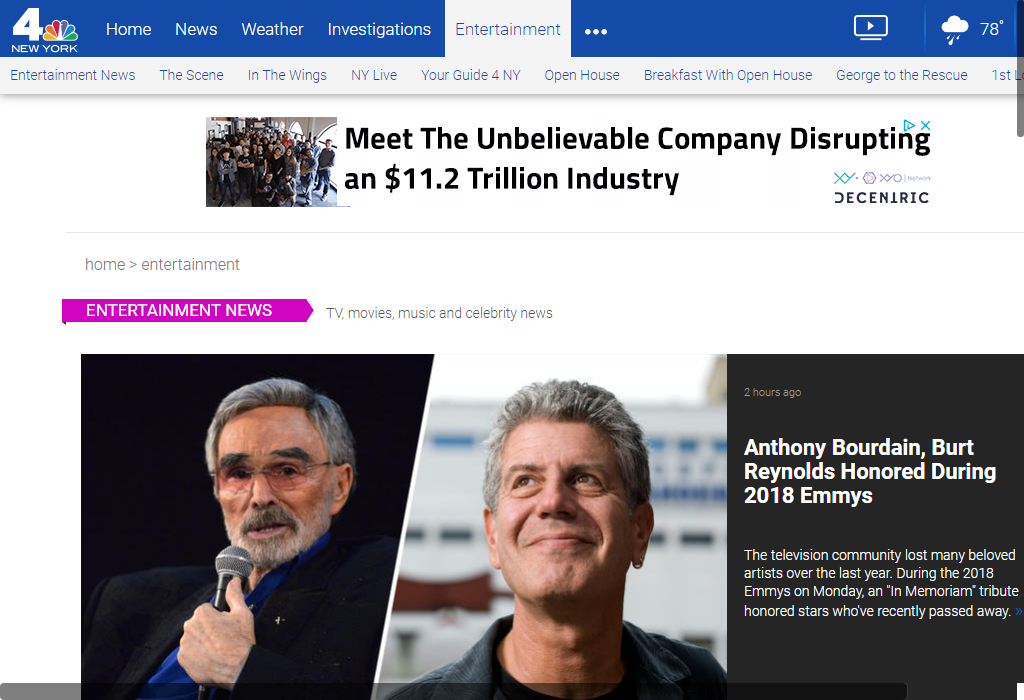 4
NEW YORK
Home News Weather Investigations Entertainment •••
78°
Entertainment News The Scene In The Wings NY Live Your Guide 4 NY Open House Breakfast With Open House George to the Rescue 1st L
Meet The Unbelievable Company Disrupting
an $11.2 Trillion Industry
XYO | Network
DECENTRIC
home > entertainment
ENTERTAINMENT NEWS
TV, movies, music and celebrity news
2 hours ago
Anthony Bourdain, Burt
Reynolds Honored During
2018 Emmys
The television community lost many beloved
artists over the last year. During the 2018
Emmys on Monday, an "In Memoriam" tribute
honored stars who've recently passed away. »